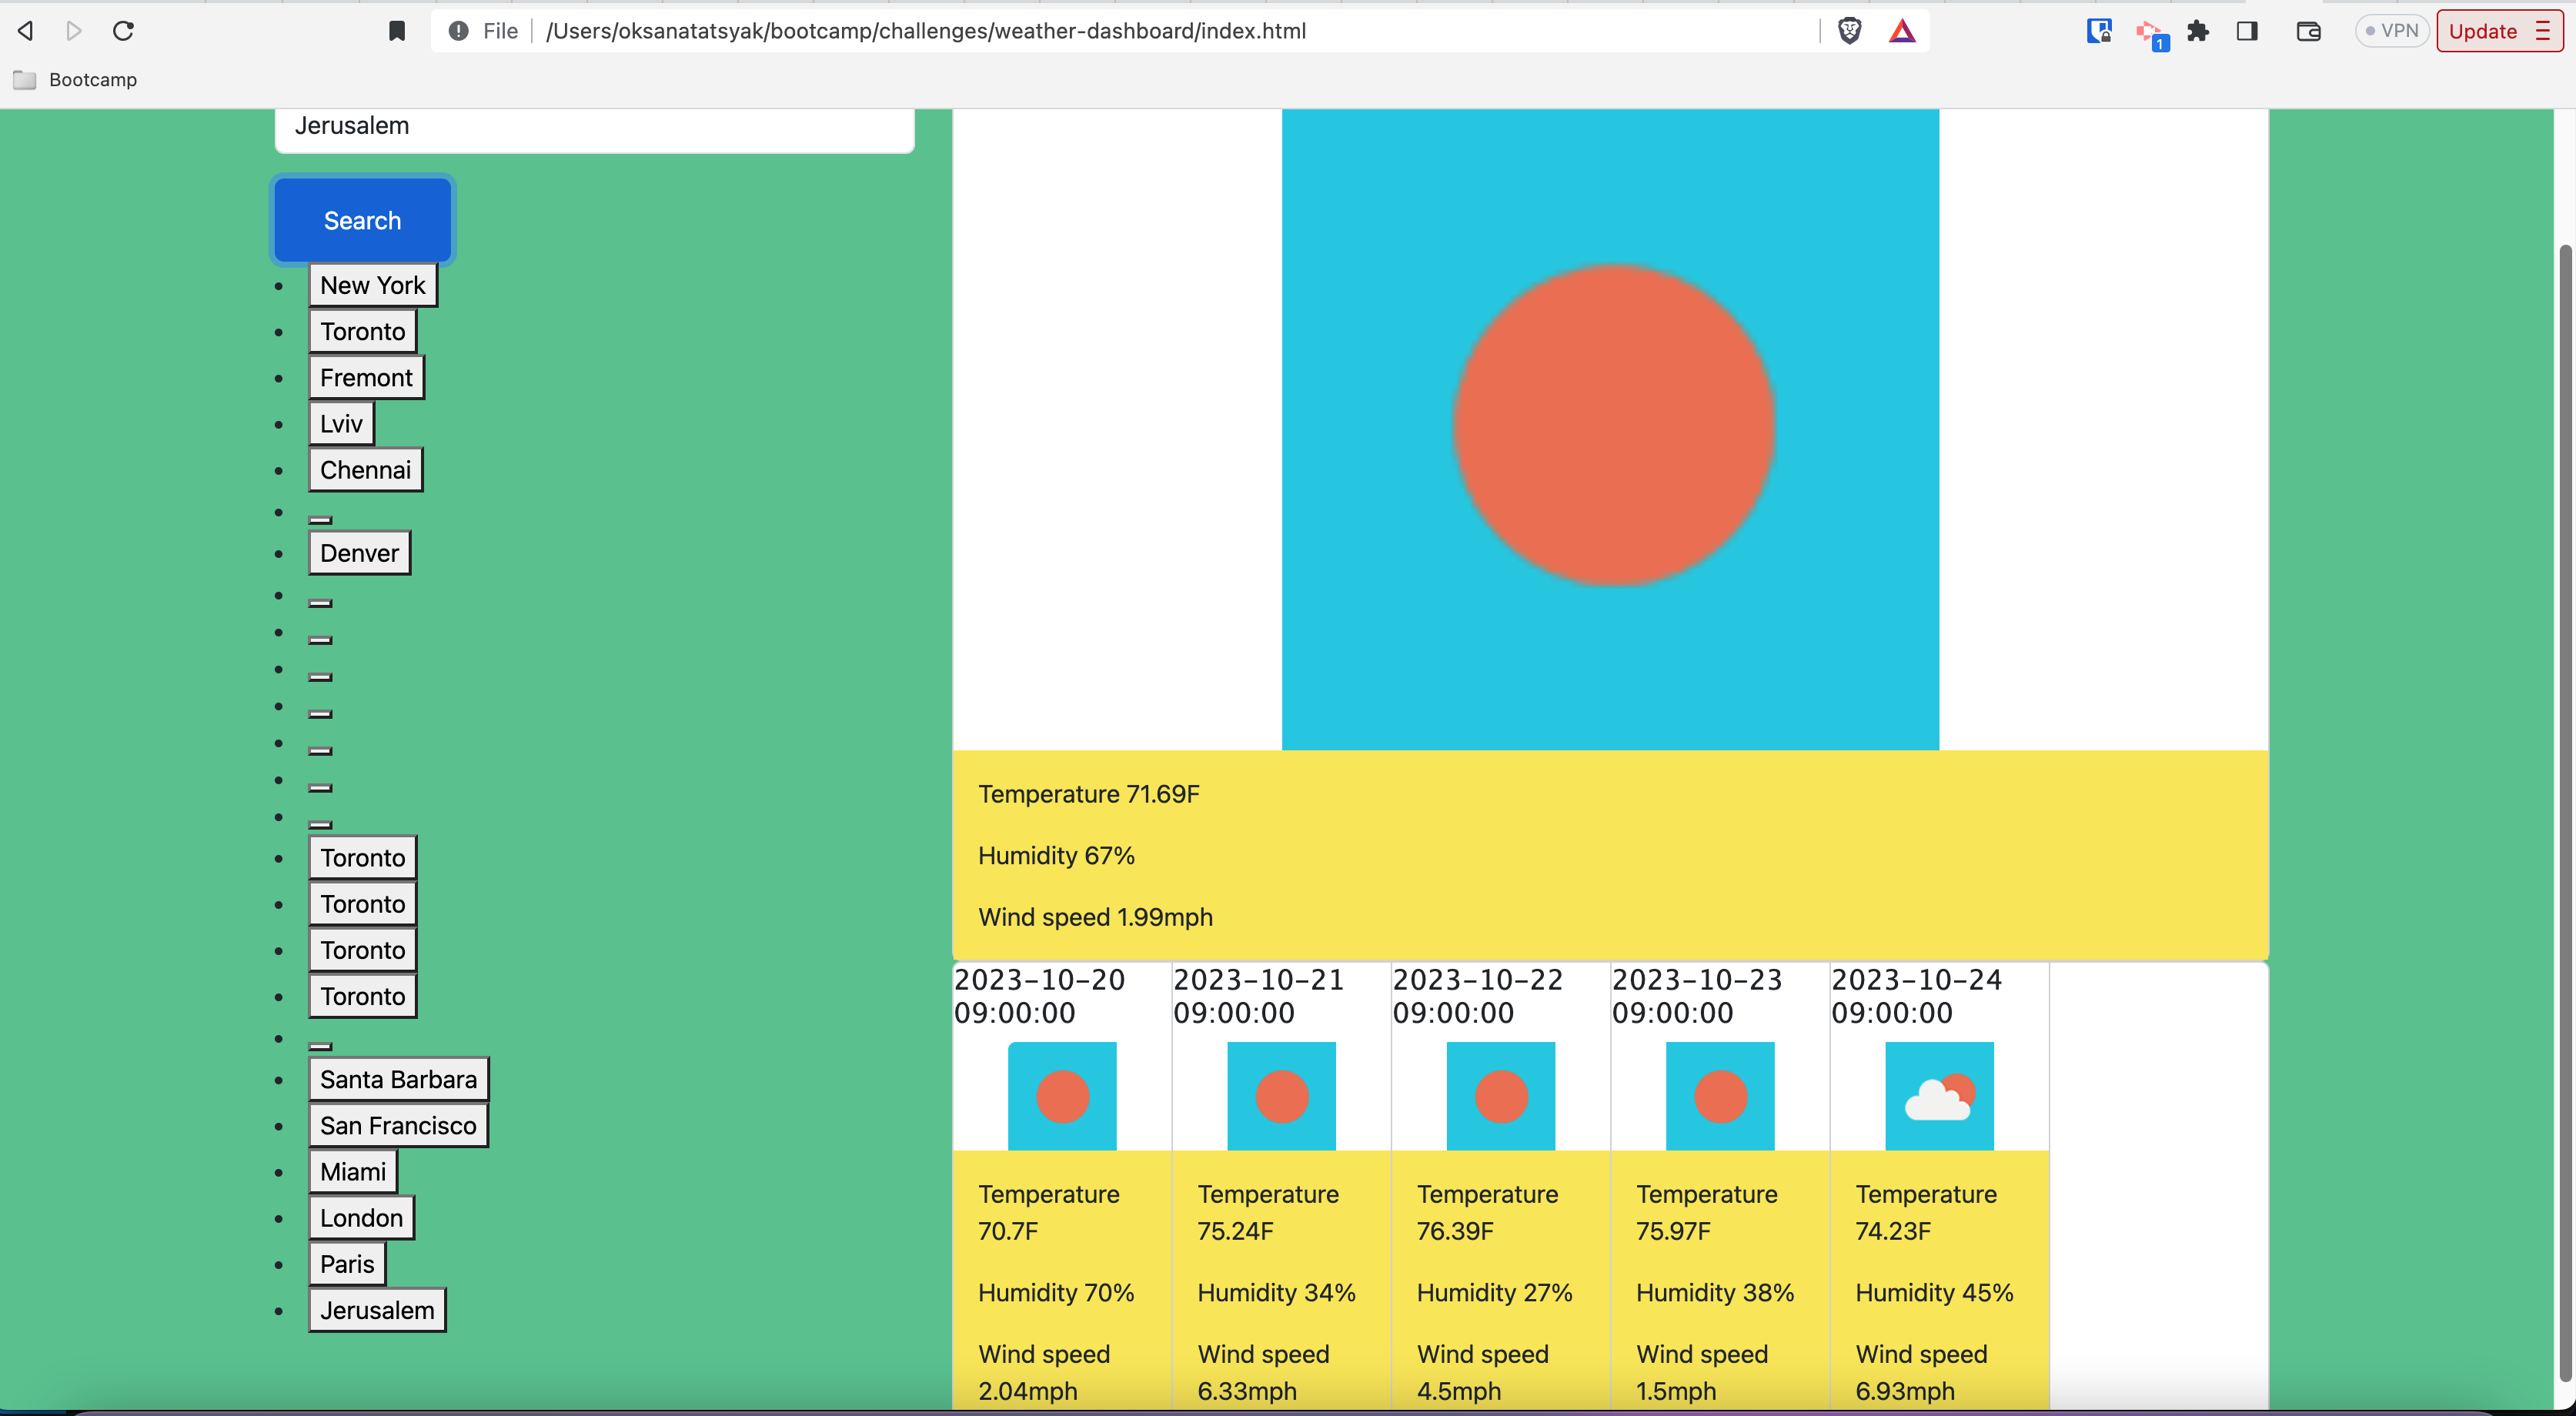 File /Users/oksanatatsyak/bootcamp/challenges/weather-dashboard/index.html
1
VPN
Update
Bootcamp
Jerusalem
Search
New York
Toronto
Fremont
Lviv
Chennai
Denver
Toronto
Toronto
Toronto
Toronto
Santa Barbara
San Francisco
Miami
London
Paris
Jerusalem
Temperature 71.69F
Humidity 67%
Wind speed 1.99mph
2023-10-20
09:00:00
Temperature
70.7F
Humidity 70%
Wind speed
2.04mph
2023-10-21
09:00:00
Temperature
75.24F
Humidity 34%
Wind speed
6.33mph
2023-10-22
09:00:00
Temperature
76.39F
Humidity 27%
Wind speed
4.5mph
2023-10-23
09:00:00
Temperature
75.97F
Humidity 38%
Wind speed
1.5mph
2023-10-24
09:00:00
Temperature
74.23F
Humidity 45%
Wind speed
6.93mph